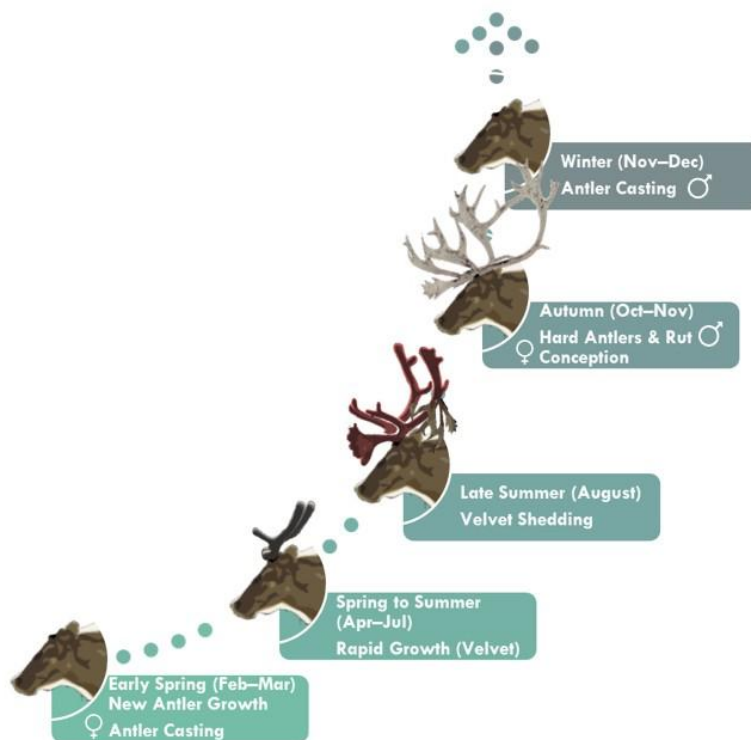 Winter (Nov–Dec)
Antler Casting ♂
Autumn (Oct–Nov)
Hard Antlers & Rut ♂
♀ Conception
Late Summer (August)
Velvet Shedding
Spring to Summer
(Apr–Jul)
Rapid Growth (Velvet)
Early Spring (Feb–Mar)
New Antler Growth
♀ Antler Casting